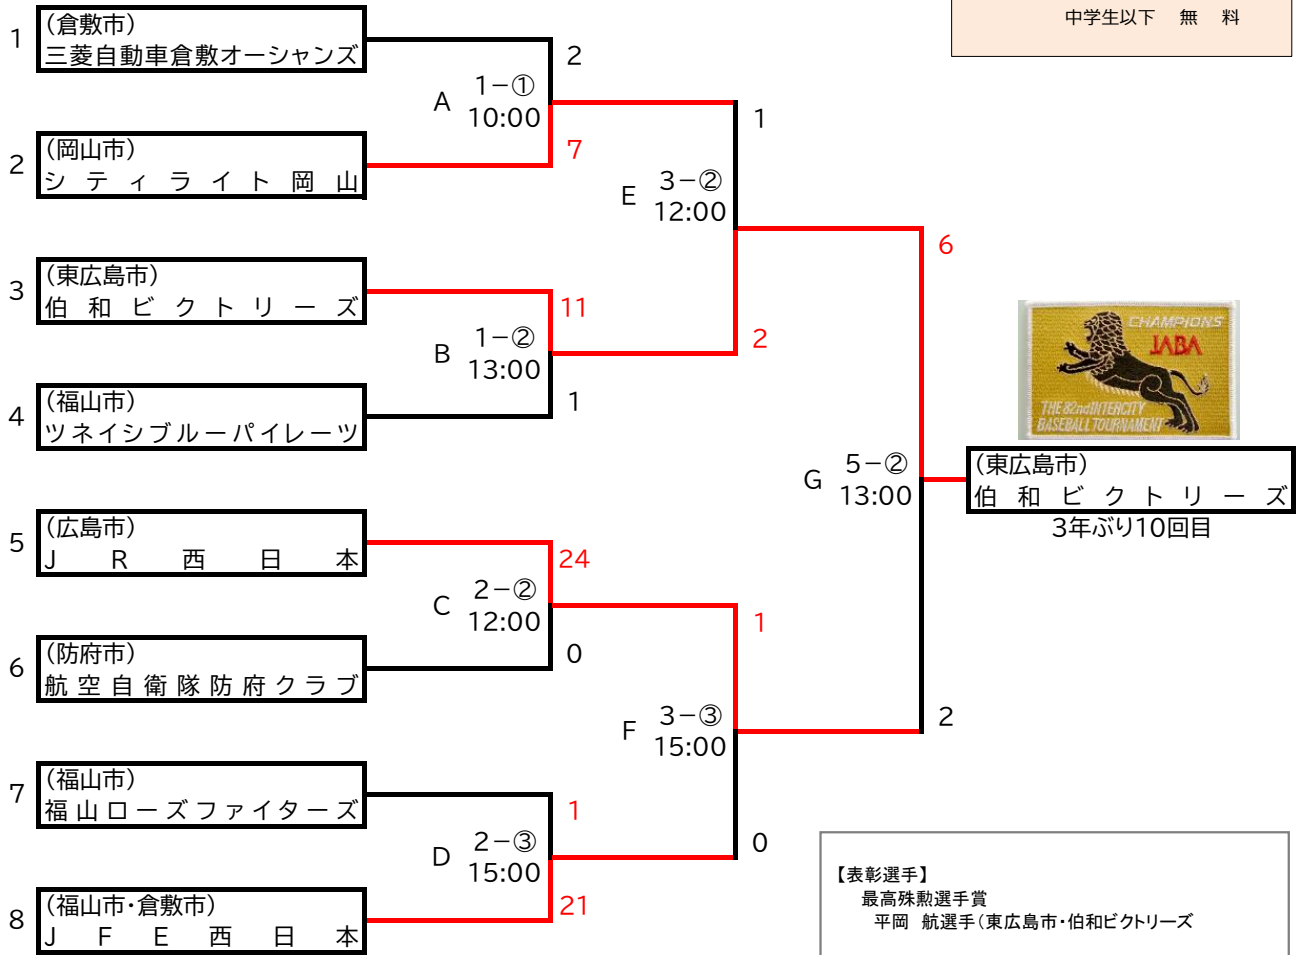 中学生以下 無 料
1
(倉敷市)
三菱自動車倉敷オーシャンズ
2
A
1-①
10:00
1
2
(岡山市)
シティライト岡山
7
E
3-②
12:00
6
3
(東広島市)
伯和ビクトリーズ
11
B
1-②
13:00
2
4
(福山市)
ツネイシブルーパイレーツ
1
CHAMPIONS
JABA
THE 82nd INTERCITY
BASEBALL TOURNAMENT
G
5-②
13:00
(東広島市)
伯和ビクトリーズ
3年ぶり10回目
5
(広島市)
JR西日本
24
C
2-②
12:00
1
6
(防府市)
航空自衛隊防府クラブ
0
F
3-③
15:00
2
7
(福山市)
福山ローズファイターズ
1
D
2-③
15:00
0
8
(福山市・倉敷市)
JFE西日本
21
【表彰選手】
最高殊勲選手賞
平岡 航選手(東広島市・伯和ビクトリーズ